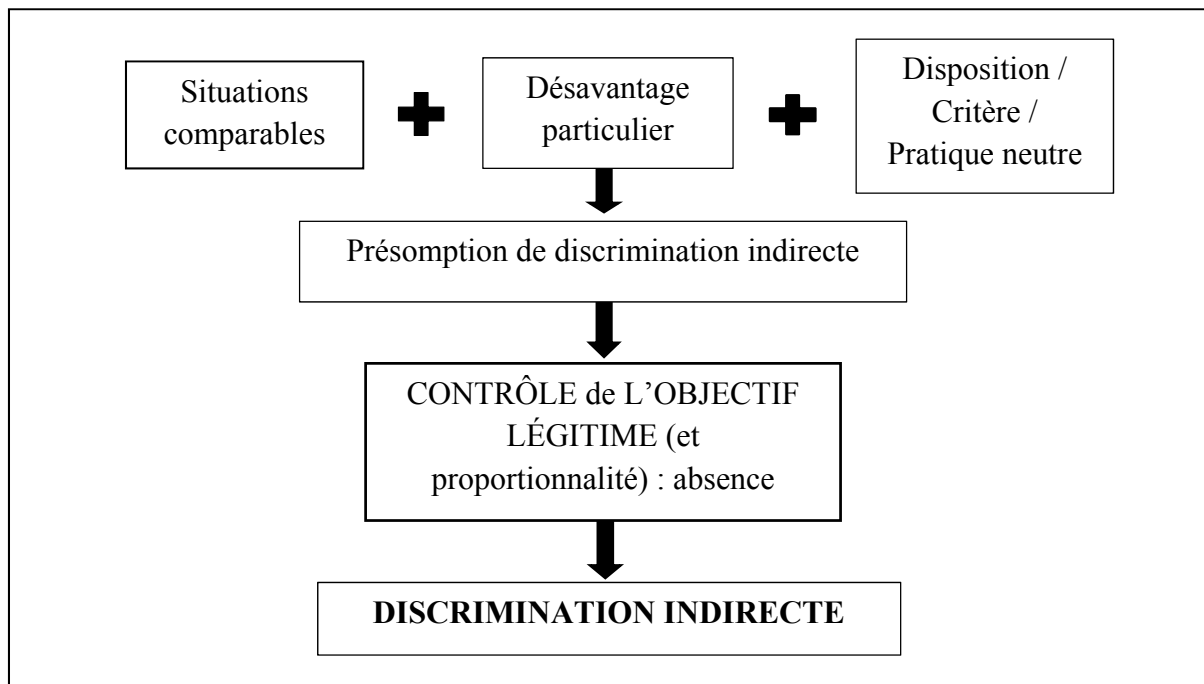 Situations
comparables
Désavantage
particulier
Disposition /
Critère /
Pratique neutre
Présomption de discrimination indirecte
CONTRÔLE de L’OBJECTIF
LÉGITIME (et
proportionnalité) : absence
DISCRIMINATION INDIRECTE